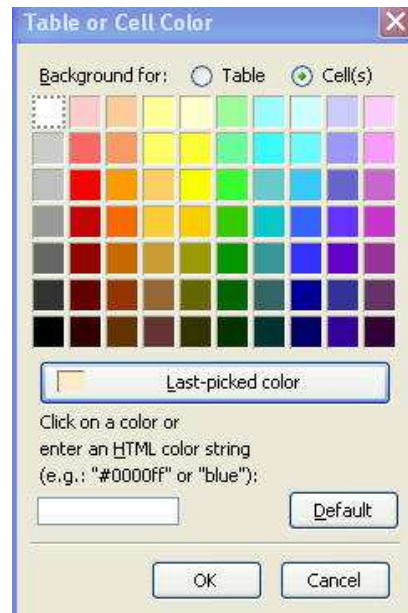 Table or Cell Color
Background for: Table Cell(s)
Last-picked color
Click on a color or
enter an HTML color string
(e.g.: "#0000ff" or "blue"):
Default
OK Cancel